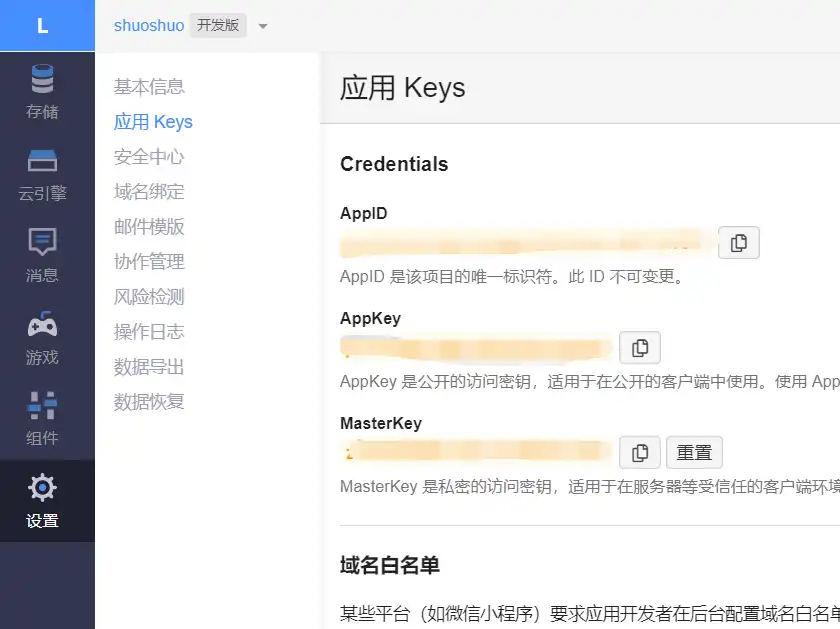 L
shuoshuo 开发版
存储
云引擎
消息
游戏
组件
设置
基本信息
应用 Keys
安全中心
域名绑定
邮件模版
协作管理
风险检测
操作日志
数据导出
数据恢复
应用 Keys
Credentials
AppID
AppID 是该项目的唯一标识符。此 ID 不可变更。
AppKey
AppKey 是公开的访问密钥，适用于在公开的客户端中使用。使用 App
MasterKey
重置
MasterKey 是私密的访问密钥，适用于在服务器等受信任的客户端环境
域名白名单
某些平台（如微信小程序）要求应用开发者在后台配置域名白名单